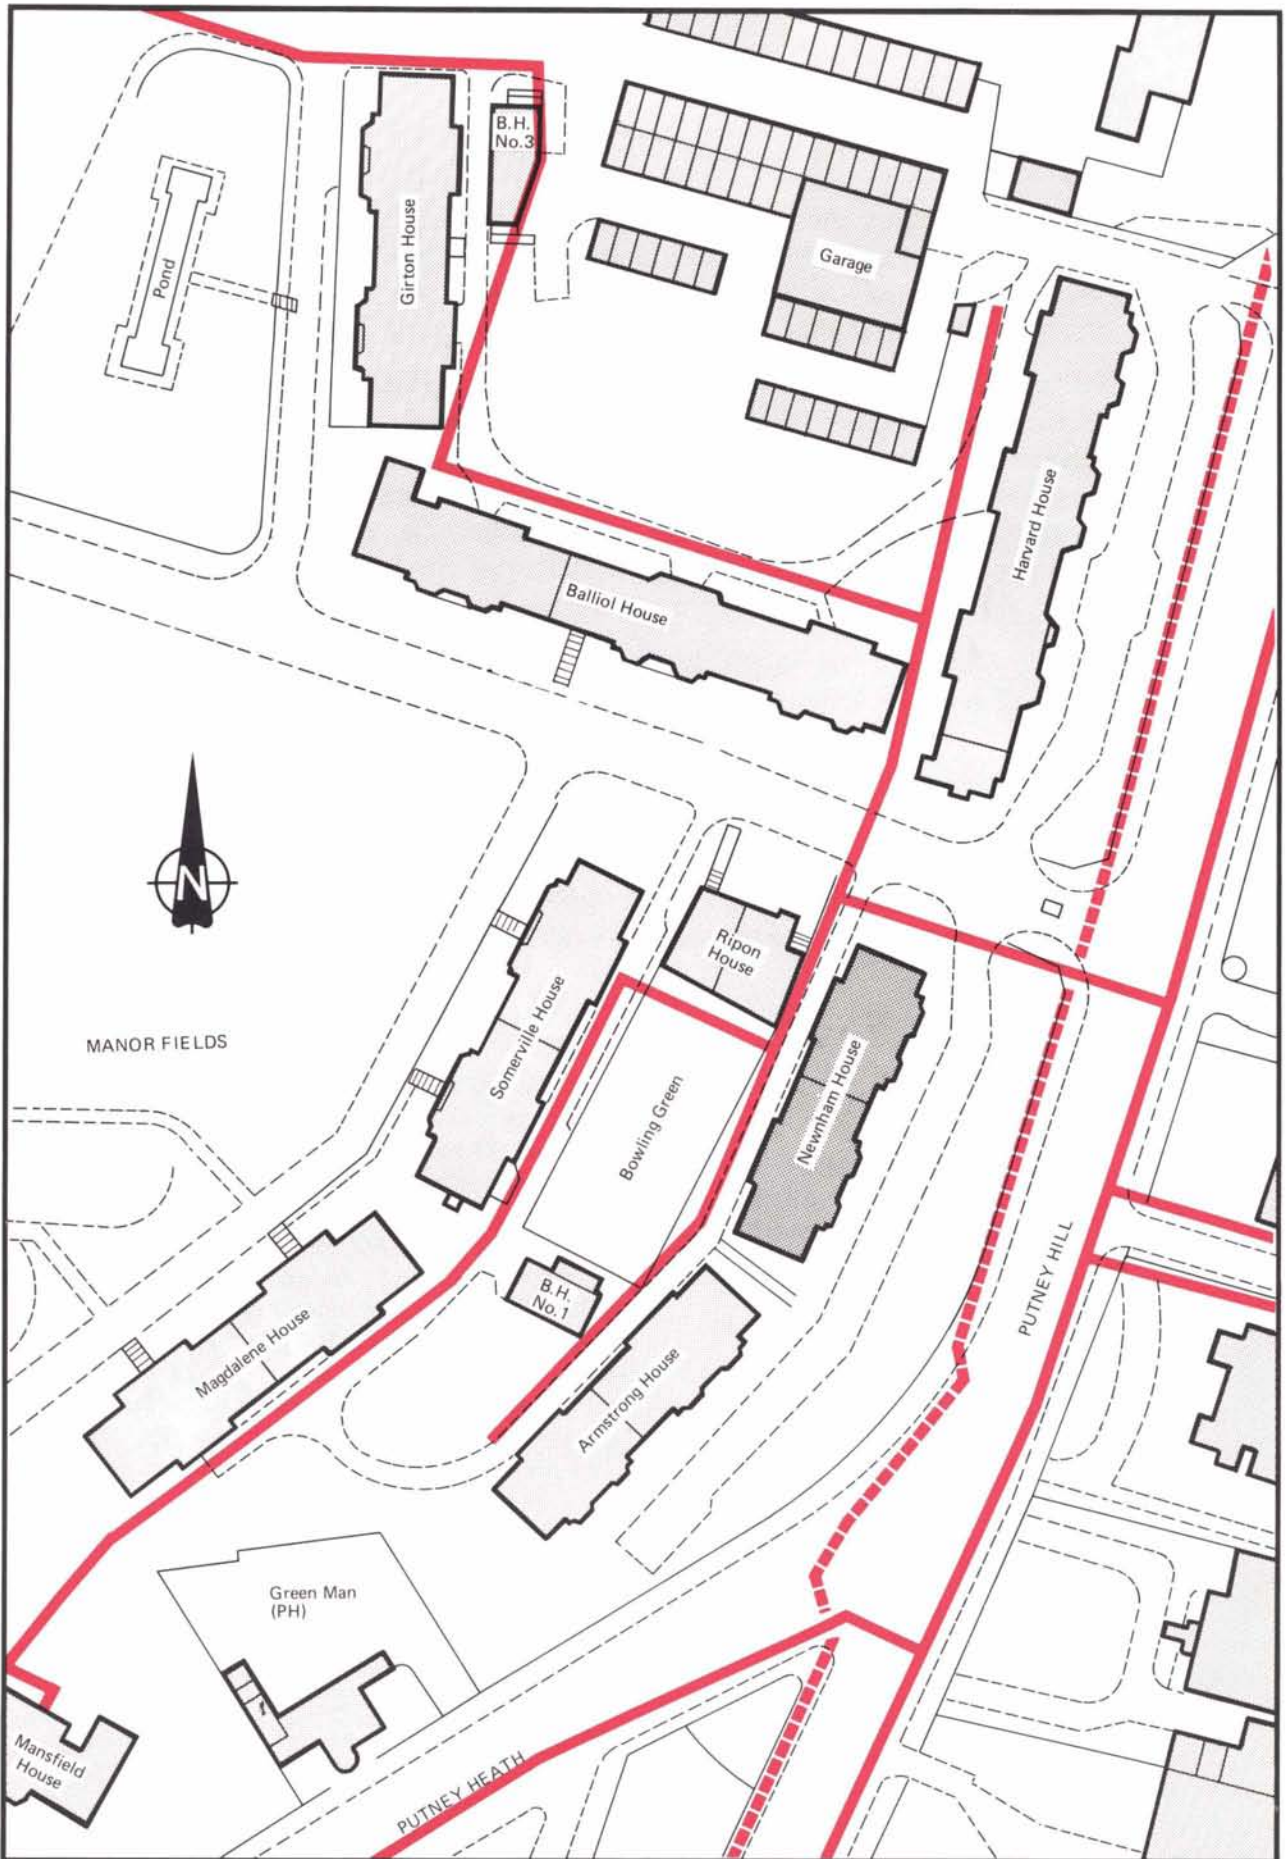 B.H.
No.3
Girton House
Pond
Garage
Harvard House
Balliol House
N
Ripon
House
Somerville House
MANOR FIELDS
Newnham House
Bowling Green
B.H.
No.1
PUTNEY HILL
Magdalene House
Armstrong House
Green Man
(PH)
Mansfield
House
PUTNEY HEATH